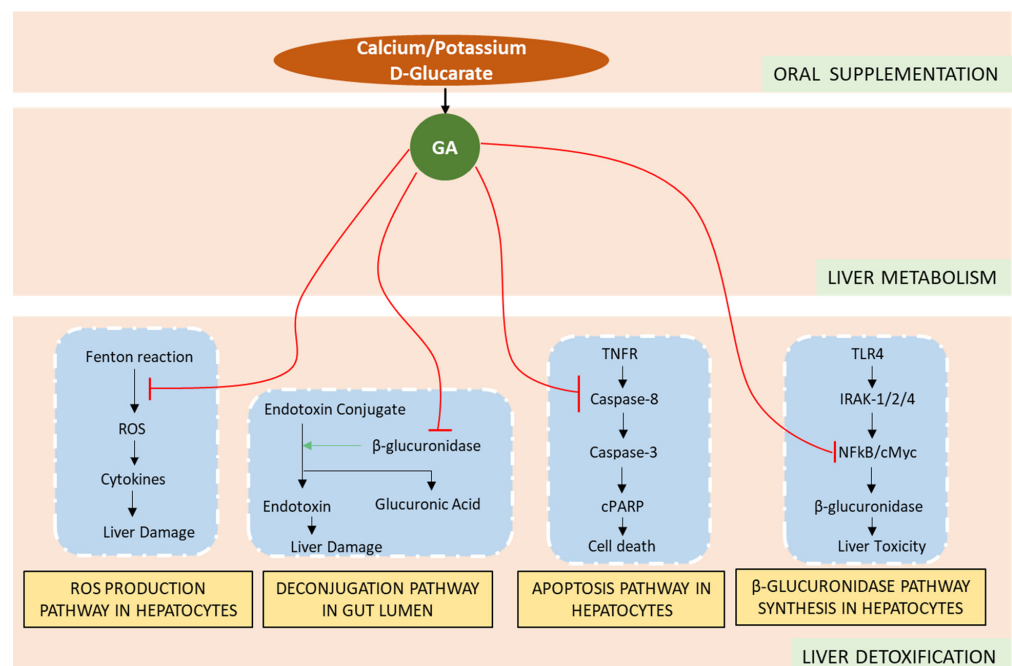 Calcium/Potassium
D-Glucarate
ORAL SUPPLEMENTATION
GA
LIVER METABOLISM
Fenton reaction
ROS
Cytokines
Liver Damage
ROS PRODUCTION
PATHWAY IN HEPATOCYTES
Endotoxin Conjugate
β-glucuronidase
Endotoxin
Glucuronic Acid
Liver Damage
DECONJUGATION PATHWAY
IN GUT LUMEN
TNFR
Caspase-8
Caspase-3
cPARP
Cell death
APOPTOSIS PATHWAY IN
HEPATOCYTES
TLR4
IRAK-1/2/4
NFkB/cMyc
β-glucuronidase
Liver Toxicity
β-GLUCURONIDASE PATHWAY
SYNTHESIS IN HEPATOCYTES
LIVER DETOXIFICATION